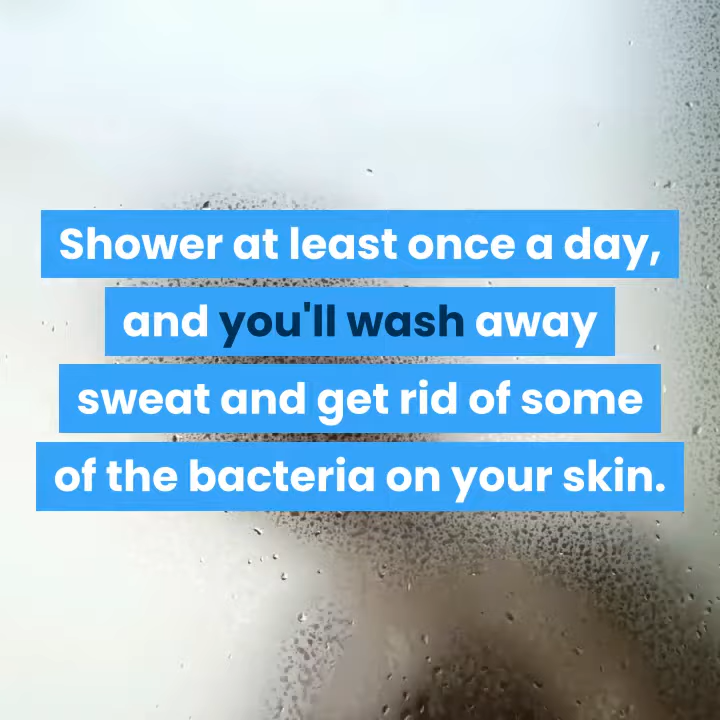 Shower at least once a day,
and you'll wash away
sweat and get rid of some
of the bacteria on your skin.